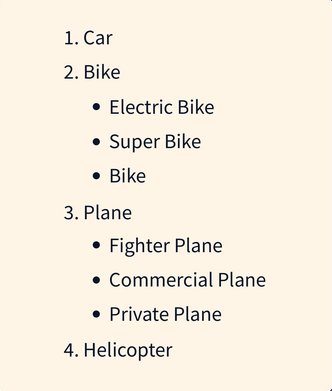 1. Car
2. Bike
• Electric Bike
• Super Bike
• Bike
3. Plane
• Fighter Plane
• Commercial Plane
• Private Plane
4. Helicopter